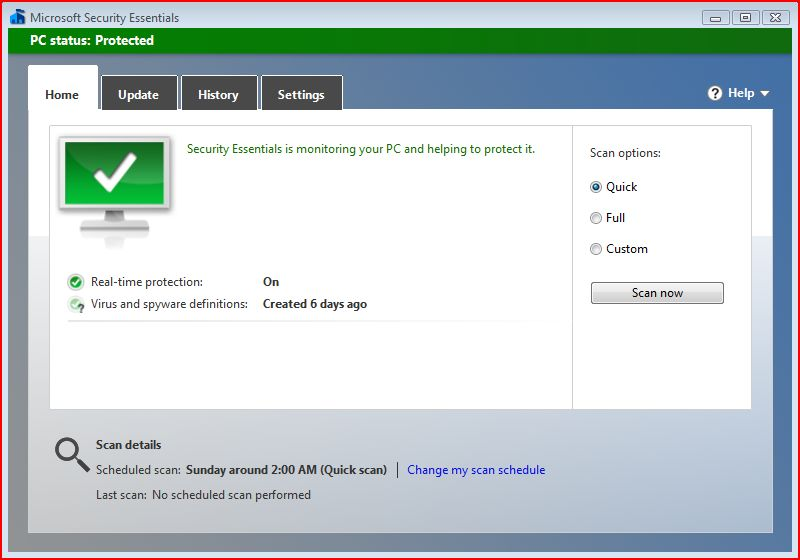 Microsoft Security Essentials
PC status: Protected
Home Update History Settings Help
Security Essentials is monitoring your PC and helping to protect it.
Real-time protection: On
Virus and spyware definitions: Created 6 days ago
Scan options:
Quick
Full
Custom
Scan now
Scan details
Scheduled scan: Sunday around 2:00 AM (Quick scan) | Change my scan schedule
Last scan: No scheduled scan performed